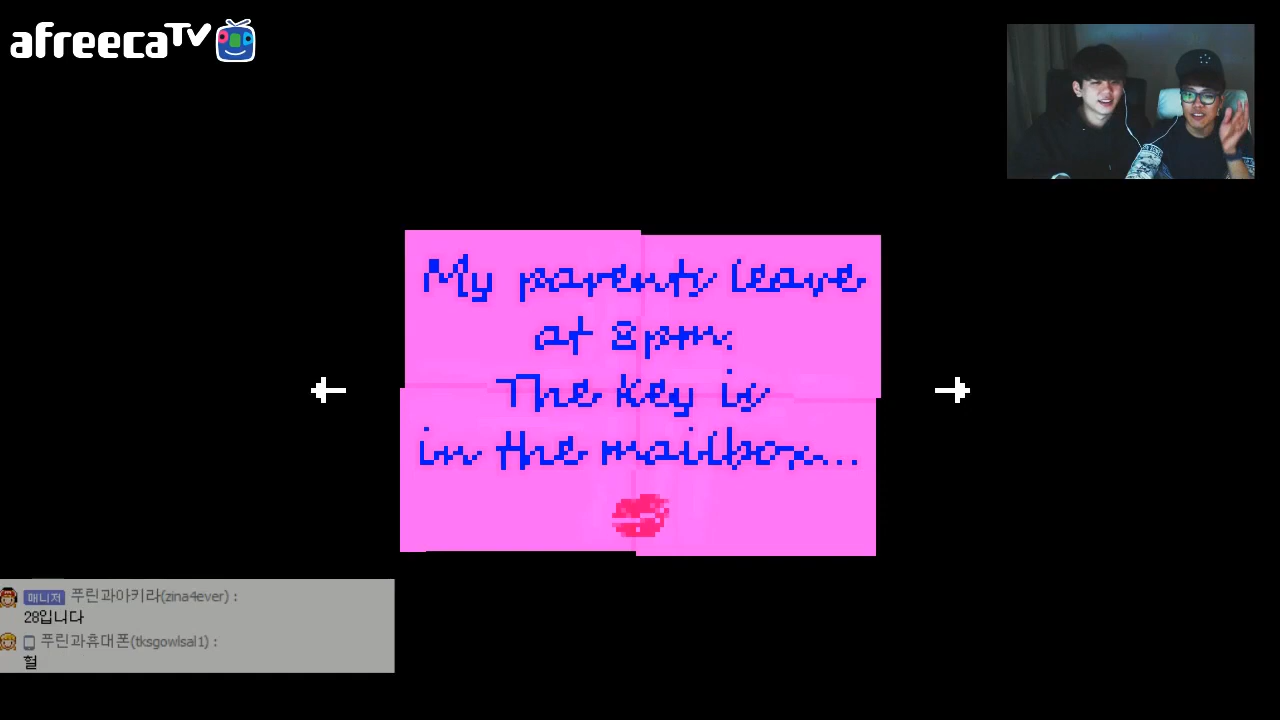 afreecaTV
My parents leave
at 8pm.
The key is
in the mailbox...
매니저 푸린과아키라(zina4ever) :
28입니다
푸린과휴대폰(tksgowlsal1) :
헐